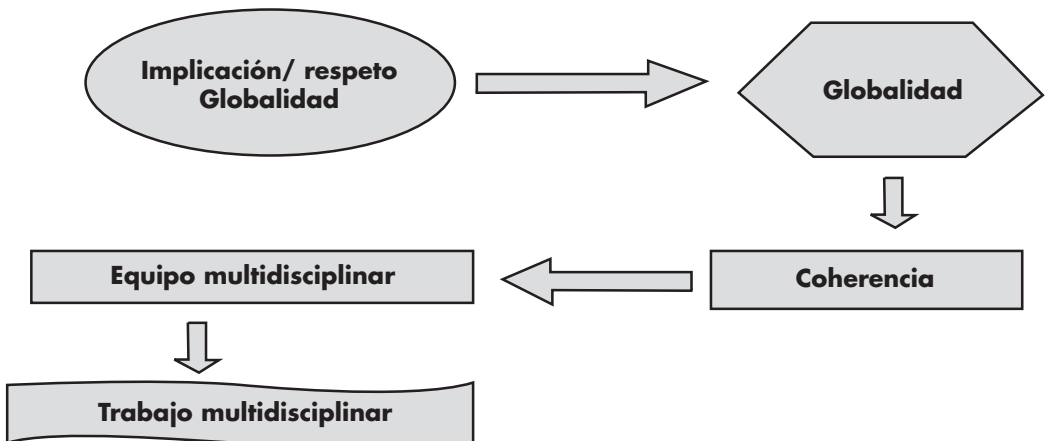 Implicación/ respeto
Globalidad
Globalidad
Coherencia
Equipo multidisciplinar
Trabajo multidisciplinar